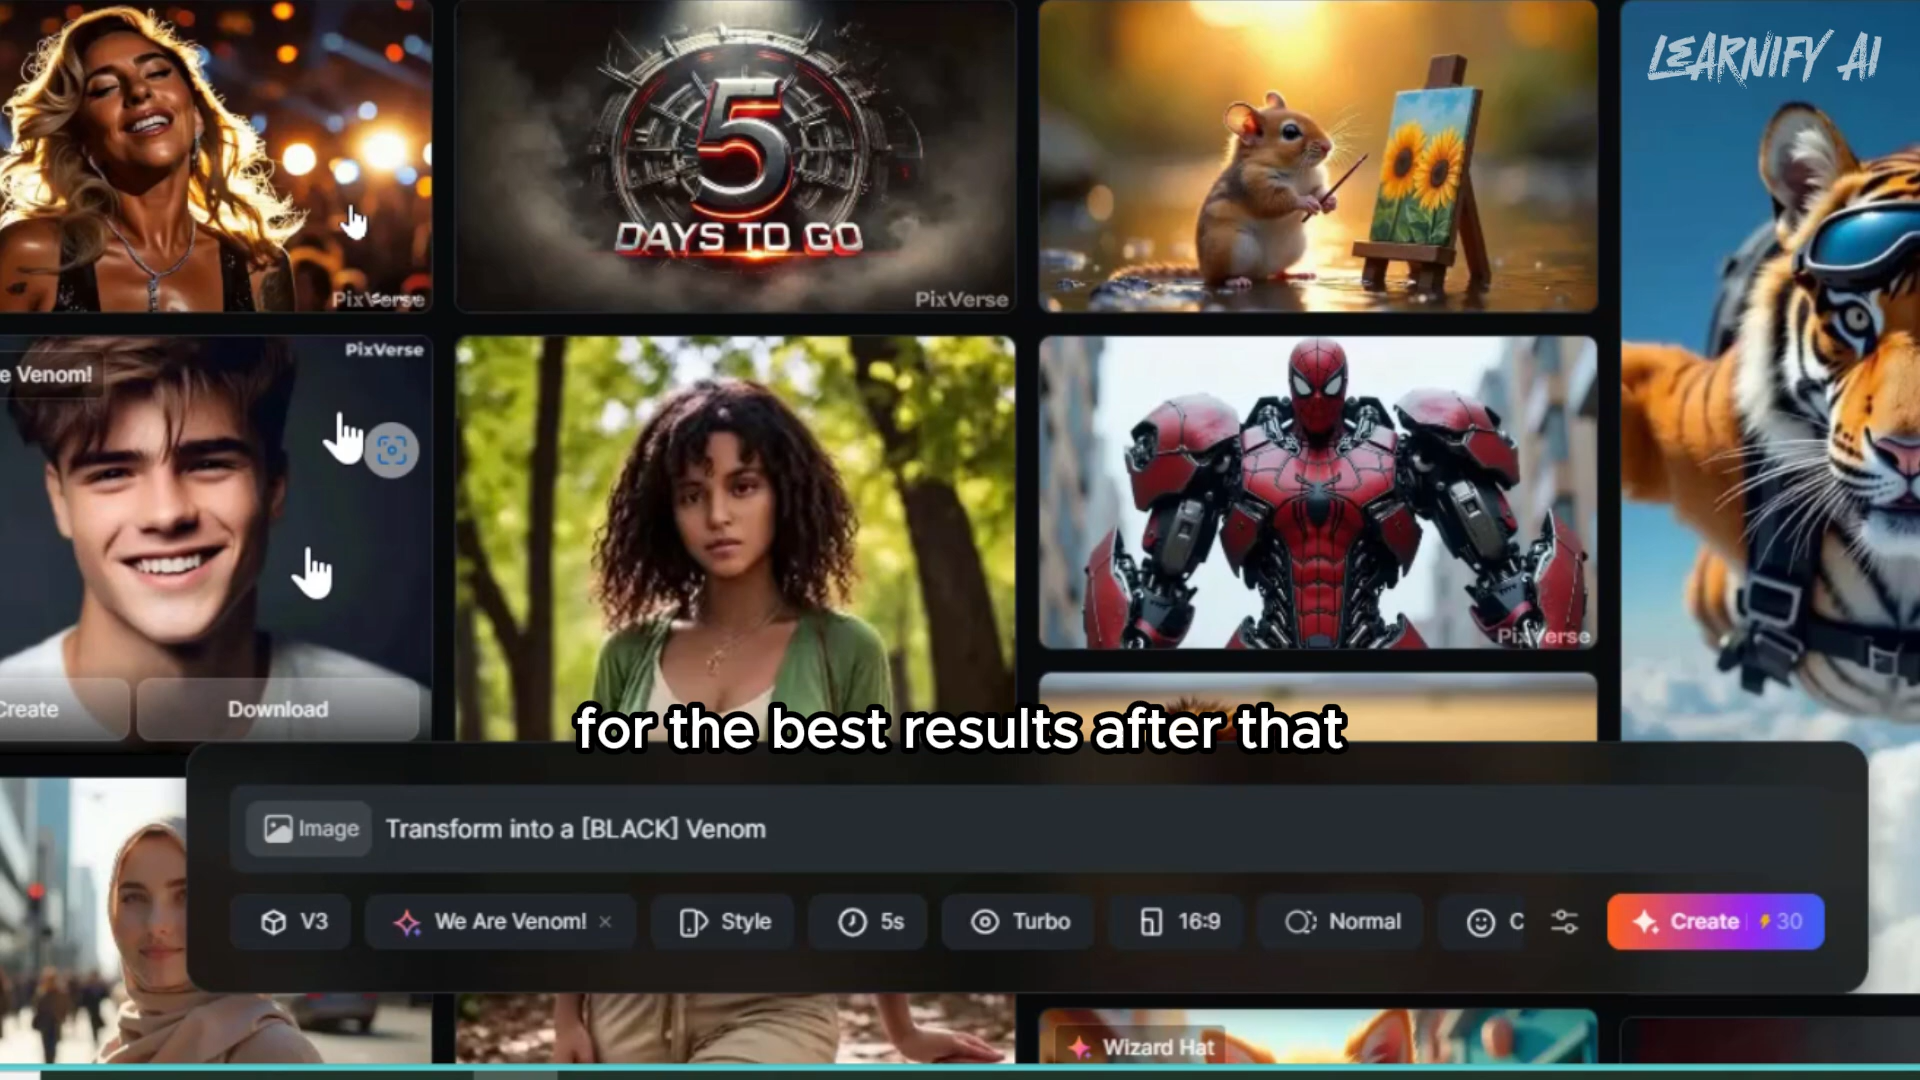 LEARNIFY AI
5
DAYS TO GO
PixVerse
PixVerse
PixVerse
e Venom!
PixVerse
Create
Download
for the best results after that
Image
Transform into a [BLACK] Venom
V3
We Are Venom!
Style
5s
Turbo
16:9
Normal
C
Create
30
Wizard Hat